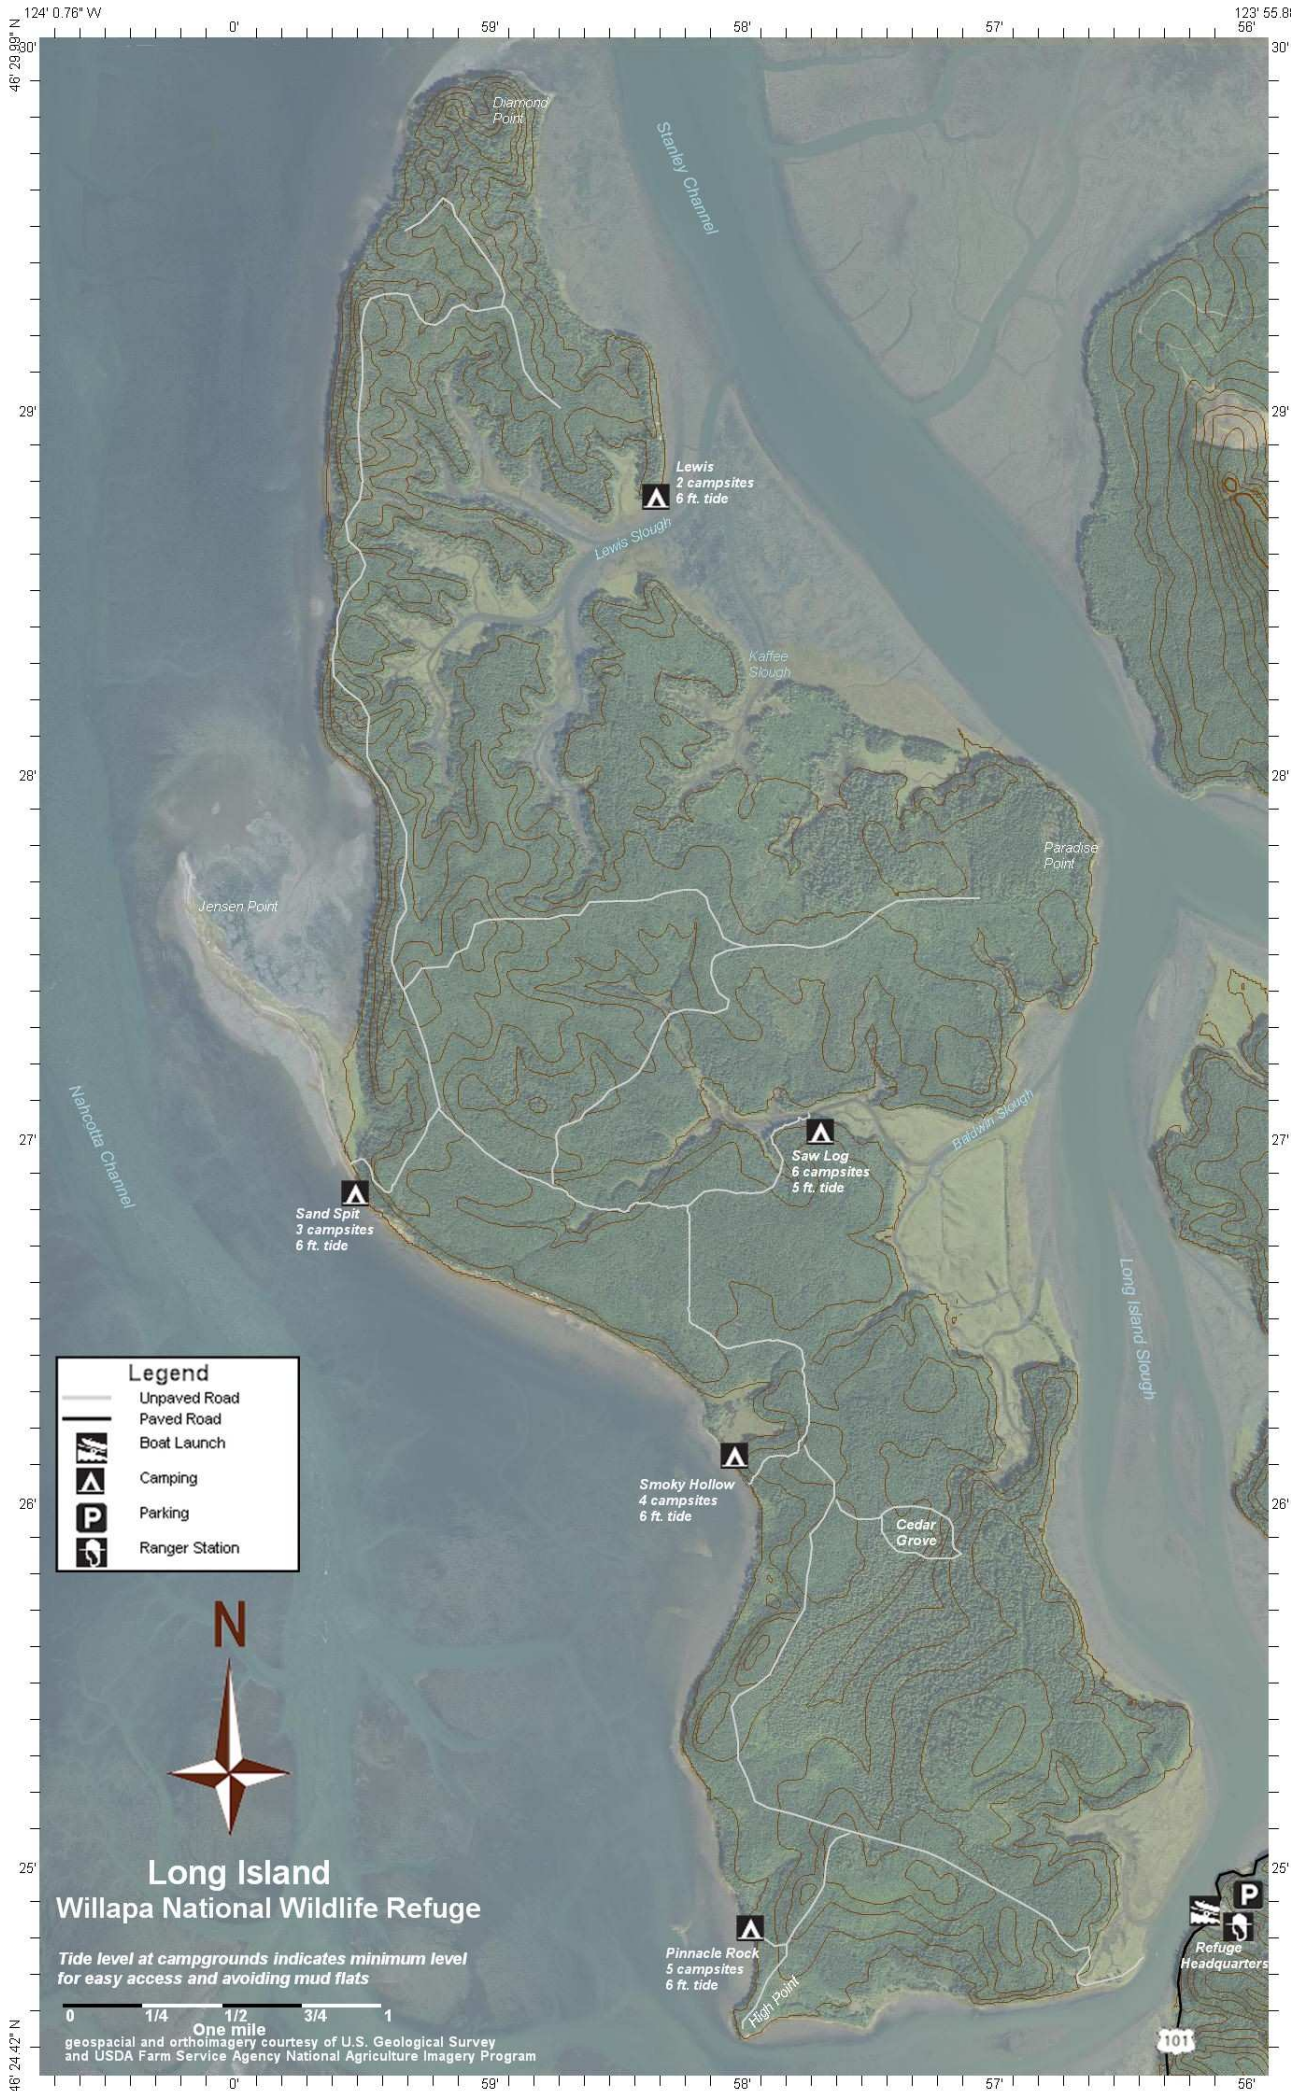 124' 0.76" W
0'
59'
58'
57'
56'
123' 55.8
46' 29.99" N
30'
30'
Diamond
Point
Stanley Channel
29'
29'
Lewis
2 campsites
6 ft. tide
Lewis Slough
Kaffee
Slough
28'
28'
Paradise
Point
Jensen Point
Nahcotta Channel
27'
27'
Baldwin Slough
Saw Log
6 campsites
5 ft. tide
Sand Spit
3 campsites
6 ft. tide
Long Island Slough
Legend
Unpaved Road
Paved Road
Boat Launch
Camping
P
Parking
Ranger Station
Smoky Hollow
4 campsites
6 ft. tide
26'
26'
Cedar
Grove
N
25'
25'
Long Island
Willapa National Wildlife Refuge
P
Refuge
Headquarters
Pinnacle Rock
5 campsites
6 ft. tide
High Point
Tide level at campgrounds indicates minimum level
for easy access and avoiding mud flats
0
1/4
1/2
3/4
1
One mile
geospacial and orthoimagery courtesy of U.S. Geological Survey
and USDA Farm Service Agency National Agriculture Imagery Program
101
46' 24.42" N
0'
59'
58'
57'
56'